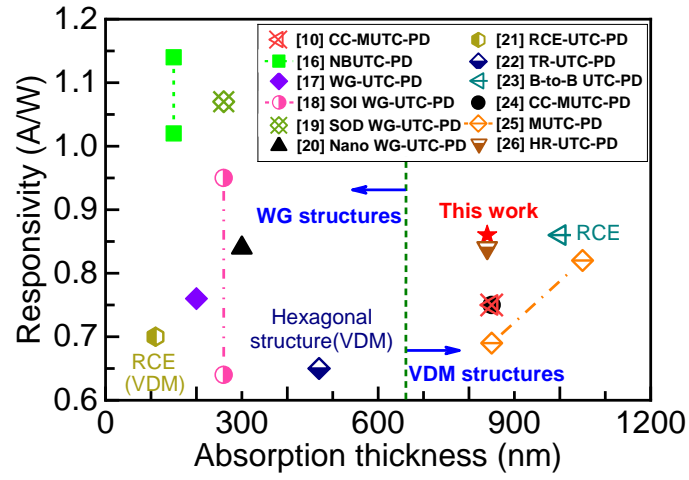 Responsivity (A/W)
1.2
1.1
1.0
0.9
0.8
0.7
0.6
[10] CC-MUTC-PD
[16] NBUTC-PD
[17] WG-UTC-PD
[18] SOI WG-UTC-PD
[19] SOD WG-UTC-PD
[20] Nano WG-UTC-PD
[21] RCE-UTC-PD
[22] TR-UTC-PD
[23] B-to-B UTC-PD
[24] CC-MUTC-PD
[25] MUTC-PD
[26] HR-UTC-PD
WG structures
This work
RCE
Hexagonal
structure(VDM)
RCE
(VDM)
VDM structures
0
300
600
900
1200
Absorption thickness (nm)